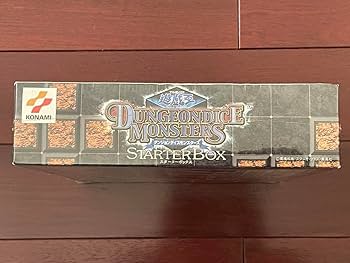 KONAMI
遊戯王
DUNGEONDICE
MONSTERS
ダンジョンダイスモンスターズ
STARTERBOX
スターターボックス